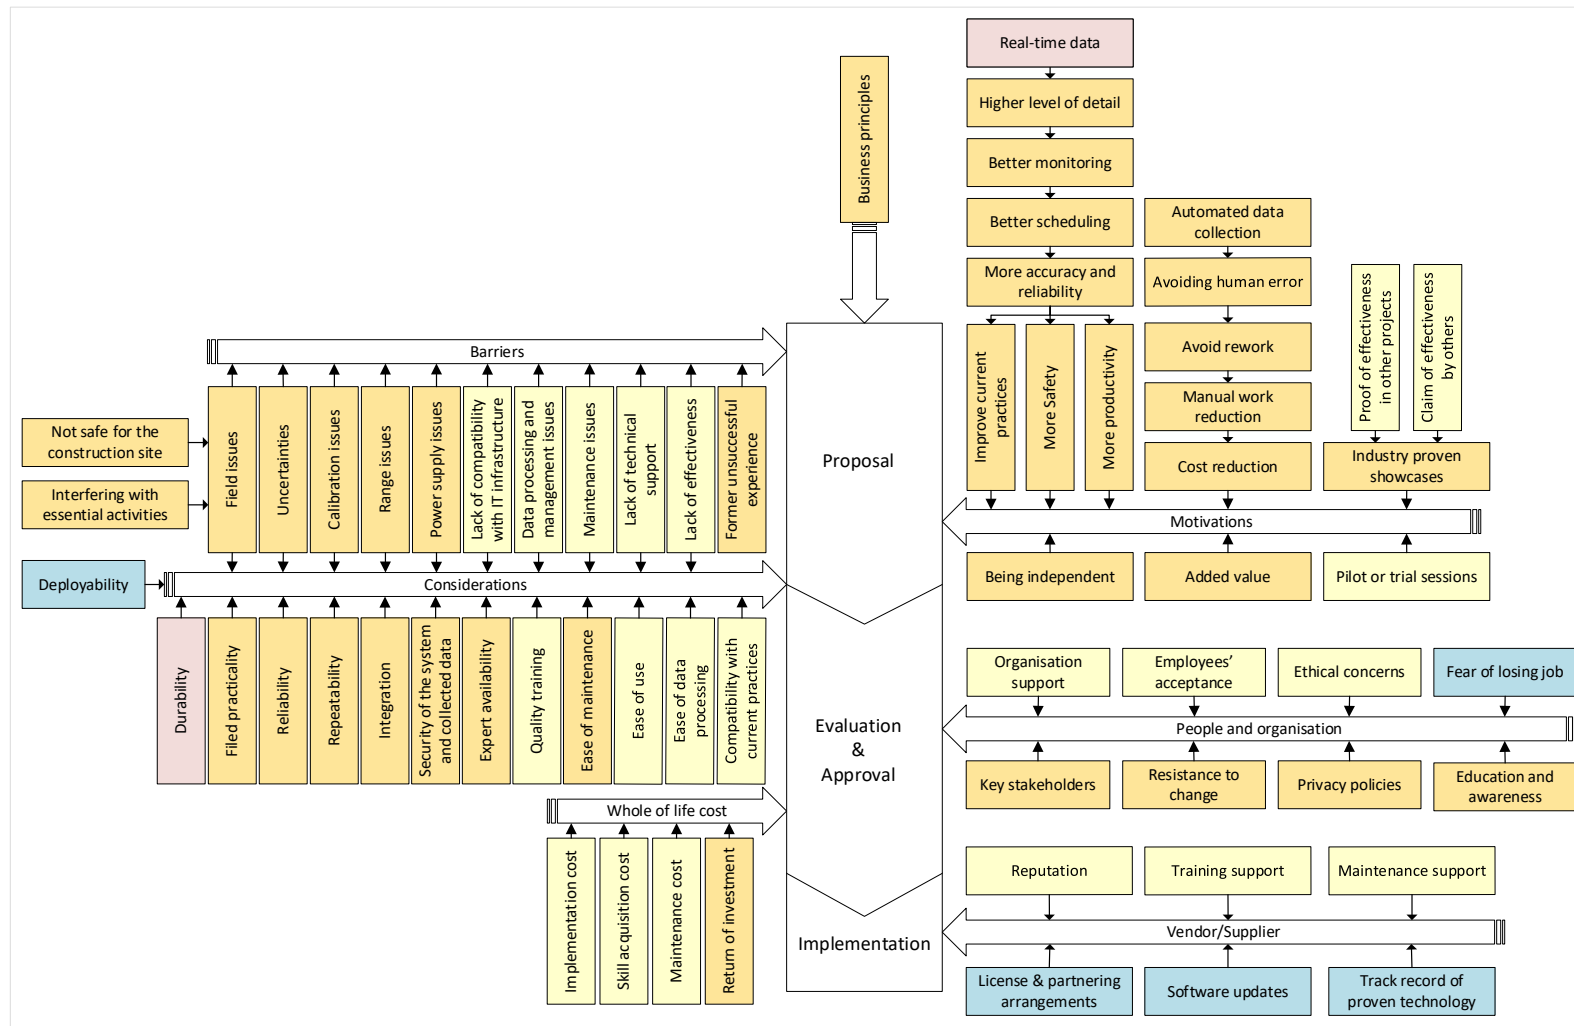 Real-time data
Higher level of detail
Better monitoring
Better scheduling
More accuracy and
reliability
Improve current
practices
More Safety
More productivity
Automated data
collection
Avoiding human error
Avoid rework
Manual work
reduction
Cost reduction
Proof of effectiveness
in other projects
Claim of effectiveness
by others
Industry proven
showcases
Motivations
Being independent
Added value
Pilot or trial sessions
Business principles
Proposal
Evaluation
&
Approval
Implementation
Barriers
Not safe for the
construction site
Interfering with
essential activities
Field issues
Uncertainties
Calibration issues
Range issues
Power supply issues
Lack of compatibility
with IT infrastructure
Data processing and
management issues
Maintenance issues
Lack of technical
support
Lack of effectiveness
Former unsuccessful
experience
Deployability
Considerations
Durability
Filed practicality
Reliability
Repeatability
Integration
Security of the system
and collected data
Expert availability
Quality training
Ease of maintenance
Ease of use
Ease of data
processing
Compatibility with
current practices
Whole of life cost
Implementation cost
Skill acquisition cost
Maintenance cost
Return of investment
Organisation
support
Employees’
acceptance
Ethical concerns
Fear of losing job
People and organisation
Key stakeholders
Resistance to
change
Privacy policies
Education and
awareness
Reputation
Training support
Maintenance support
Vendor/Supplier
License & partnering
arrangements
Software updates
Track record of
proven technology